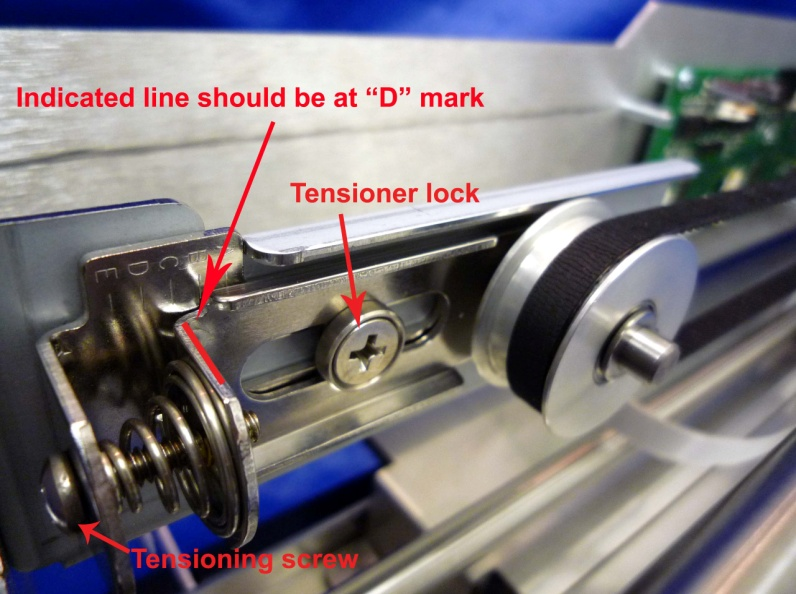 Indicated line should be at “D” mark
Tensioner lock
E D C
Tensioning screw